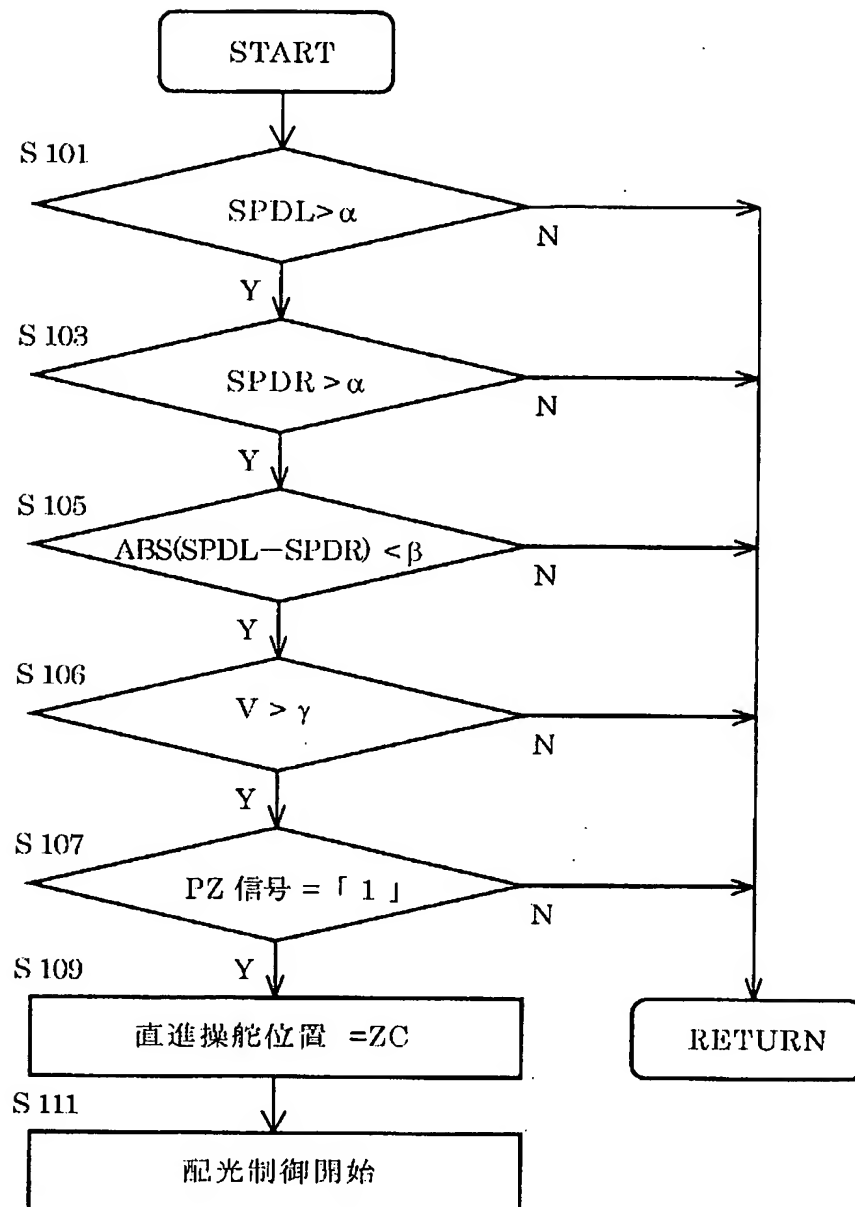 START
S 101
SPDL>α
N
Y
S 103
SPDR>α
N
Y
S 105
ABS(SPDL−SPDR) <β
N
Y
S 106
V > γ
N
Y
S 107
PZ 信号 = 「 1 」
N
Y
S 109
直進操舵位置 =ZC
RETURN
S 111
配光制御開始